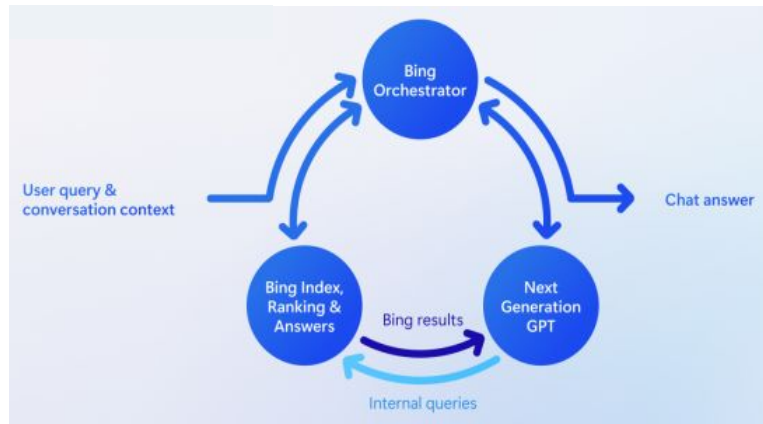 Bing
Orchestrator
User query &
conversation context
Chat answer
Bing Index,
Ranking &
Answers
Bing results
Next
Generation
GPT
Internal queries